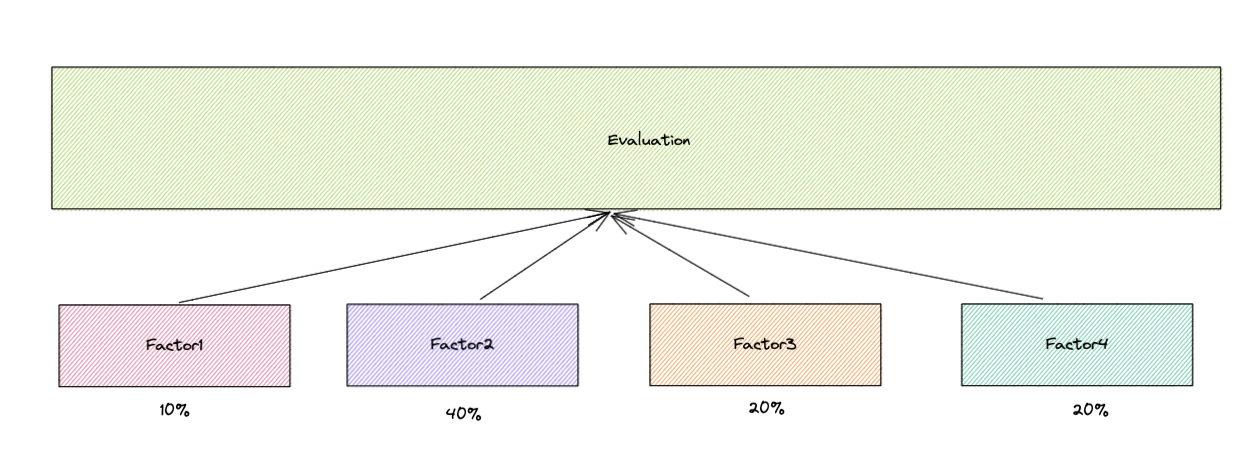 Evaluation
Factor1
Factor2
Factor3
Factor4
10%
40%
20%
20%